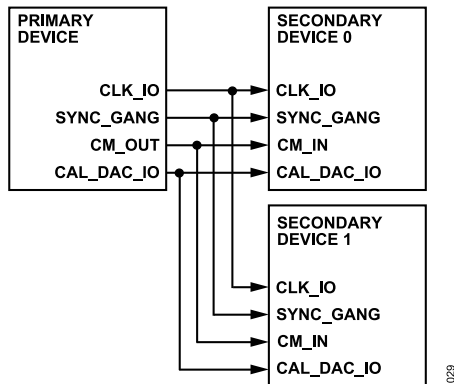 PRIMARY
DEVICE
CLK_IO
SYNC_GANG
CM_OUT
CAL_DAC_IO
SECONDARY
DEVICE 0
CLK_IO
SYNC_GANG
CM_IN
CAL_DAC_IO
SECONDARY
DEVICE 1
CLK_IO
SYNC_GANG
CM_IN
CAL_DAC_IO
029